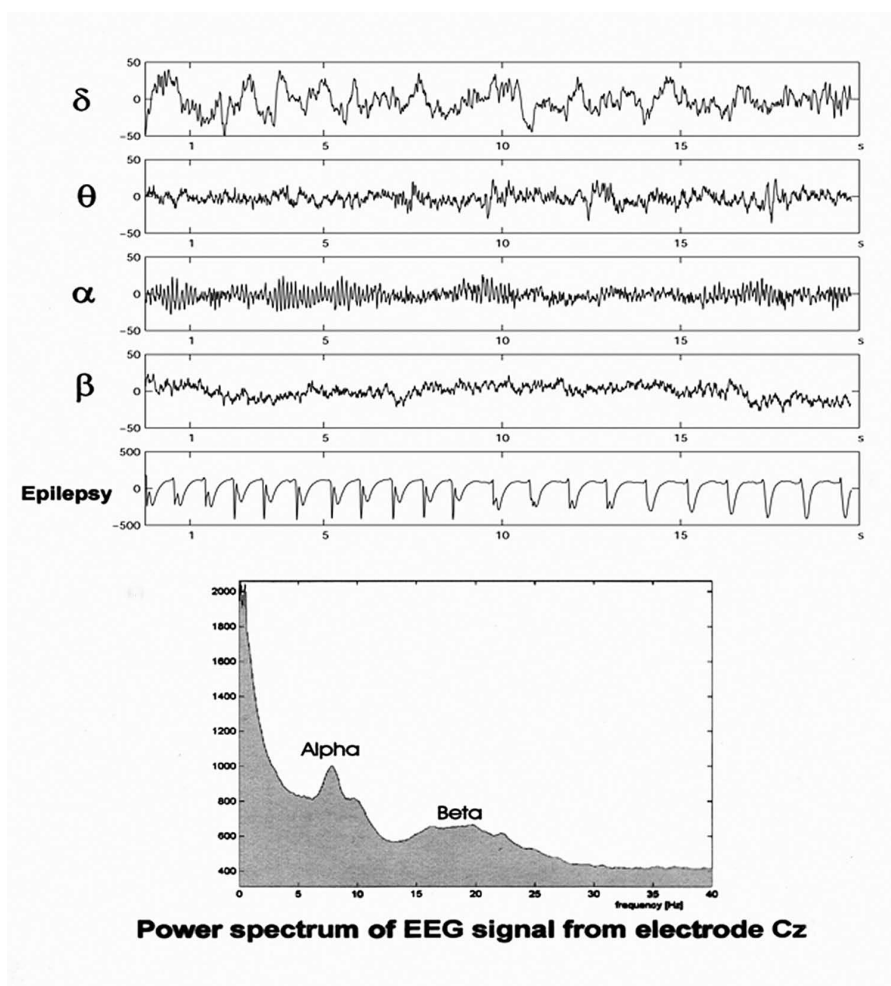 50
δ 0
−50
1 5 10 15 s
50
θ 0
−50
1 5 10 15 s
50
α 0
−50
1 5 10 15 s
50
β 0
−50
1 5 10 15 s
500
Epilepsy 0
−500
1 5 10 15 s
2000
1800
1600
1400
1200
Alpha
1000
800
Beta
600
400
0 5 10 15 20 25 30 35 40
frequency [Hz]
Power spectrum of EEG signal from electrode Cz